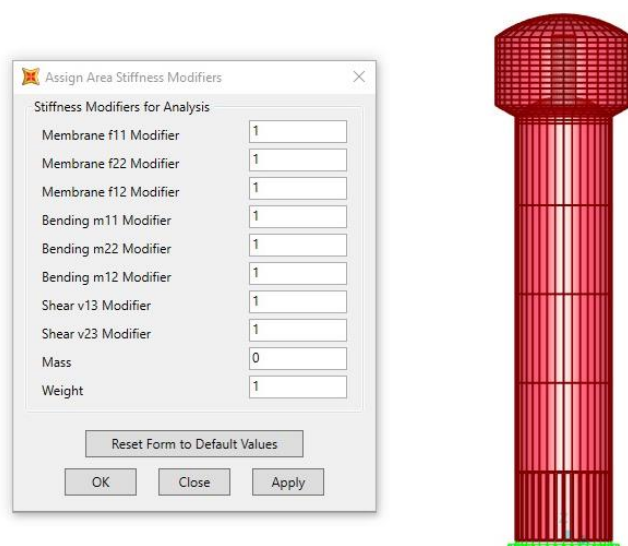 Assign Area Stiffness Modifiers
Stiffness Modifiers for Analysis
Membrane f11 Modifier 1
Membrane f22 Modifier 1
Membrane f12 Modifier 1
Bending m11 Modifier 1
Bending m22 Modifier 1
Bending m12 Modifier 1
Shear v13 Modifier 1
Shear v23 Modifier 1
Mass 0
Weight 1
Reset Form to Default Values
OK Close Apply